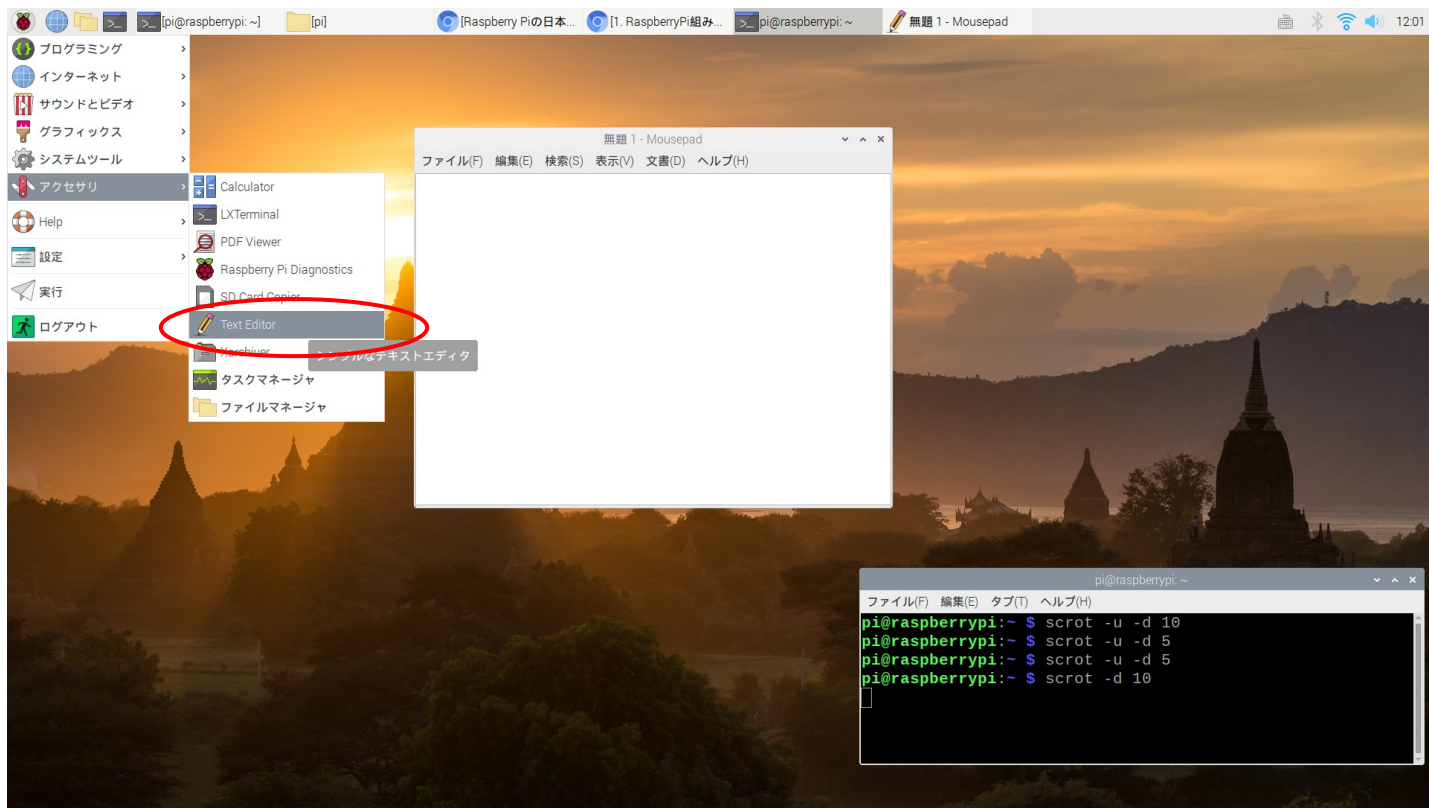 [pi@raspberrypi: ~]
[pi]
[Raspberry Piの日本...
[1. RaspberryPi組み...
pi@raspberrypi: ~
無題 1 - Mousepad
12:01
プログラミング
インターネット
サウンドとビデオ
グラフィックス
システムツール
アクセサリ
Help
設定
実行
ログアウト
Calculator
LXTerminal
PDF Viewer
Raspberry Pi Diagnostics
SD Card Copier
Text Editor
Xarchiver
シンプルなテキストエディタ
タスクマネージャ
ファイルマネージャ
無題 1 - Mousepad
ファイル(F) 編集(E) 検索(S) 表示(V) 文書(D) ヘルプ(H)
pi@raspberrypi: ~
ファイル(F) 編集(E) タブ(T) ヘルプ(H)
pi@raspberrypi:~ $ scrot -u -d 10
pi@raspberrypi:~ $ scrot -u -d 5
pi@raspberrypi:~ $ scrot -u -d 5
pi@raspberrypi:~ $ scrot -d 10